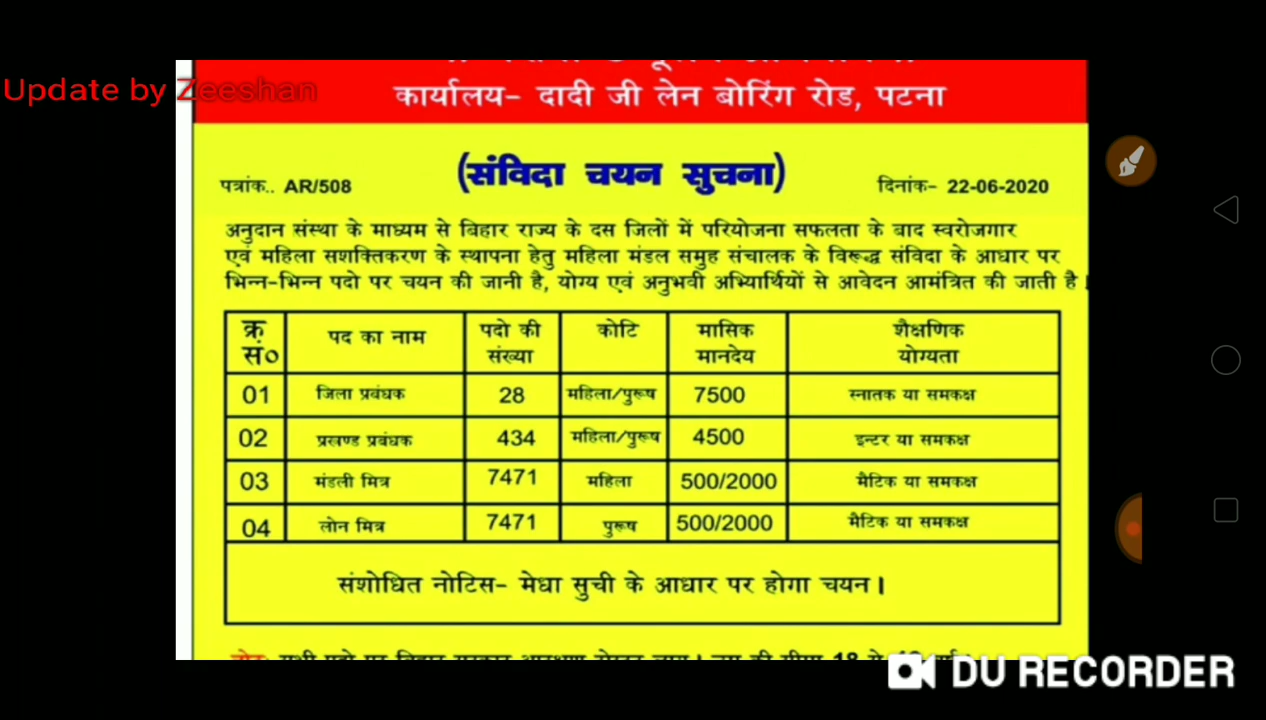 Update by Zeeshan
कार्यालय- दादी जी लेन बोरिंग रोड, पटना
(संविदा चयन सुचना)
पत्रांक.. AR/508
दिनांक- 22-06-2020
अनुदान संस्था के माध्यम से बिहार राज्य के दस जिलों में परियोजना सफलता के बाद स्वरोजगार
एवं महिला सशक्तिकरण के स्थापना हेतु महिला मंडल समुह संचालक के विरूद्ध संविदा के आधार पर
भिन्न-भिन्न पदो पर चयन की जानी है, योग्य एवं अनुभवी अभ्यिार्थियों से आवेदन आमंत्रित की जाती है।
क्र सं० पद का नाम पदो की संख्या कोटि मासिक मानदेय शैक्षणिक योग्यता
01 जिला प्रबंधक 28 महिला/पुरूष 7500 स्नातक या समकक्ष
02 प्रखण्ड प्रबंधक 434 महिला/पुरूष 4500 इन्टर या समकक्ष
03 मंडली मित्र 7471 महिला 500/2000 मैटिक या समकक्ष
04 लोन मित्र 7471 पुरूष 500/2000 मैटिक या समकक्ष
संशोधित नोटिस- मेधा सुची के आधार पर होगा चयन।
DU RECORDER